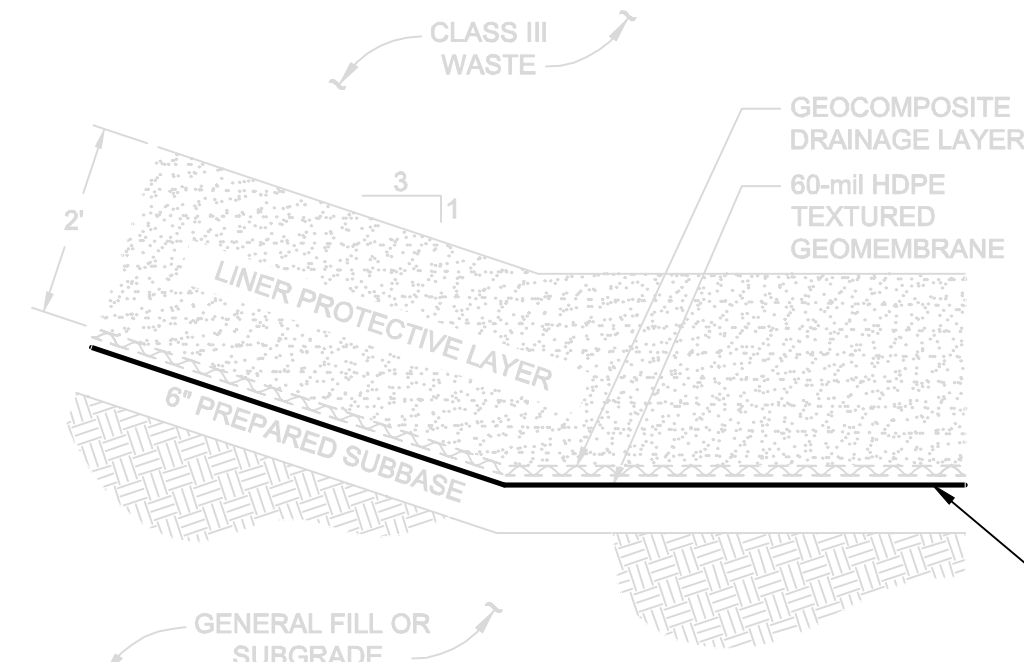 CLASS III
WASTE
GEOCOMPOSITE
DRAINAGE LAYER
60-mil HDPE
TEXTURED
GEOMEMBRANE
3
1
2'
LINER PROTECTIVE LAYER
6" PREPARED SUBBASE
GENERAL FILL OR
SUBGRADE